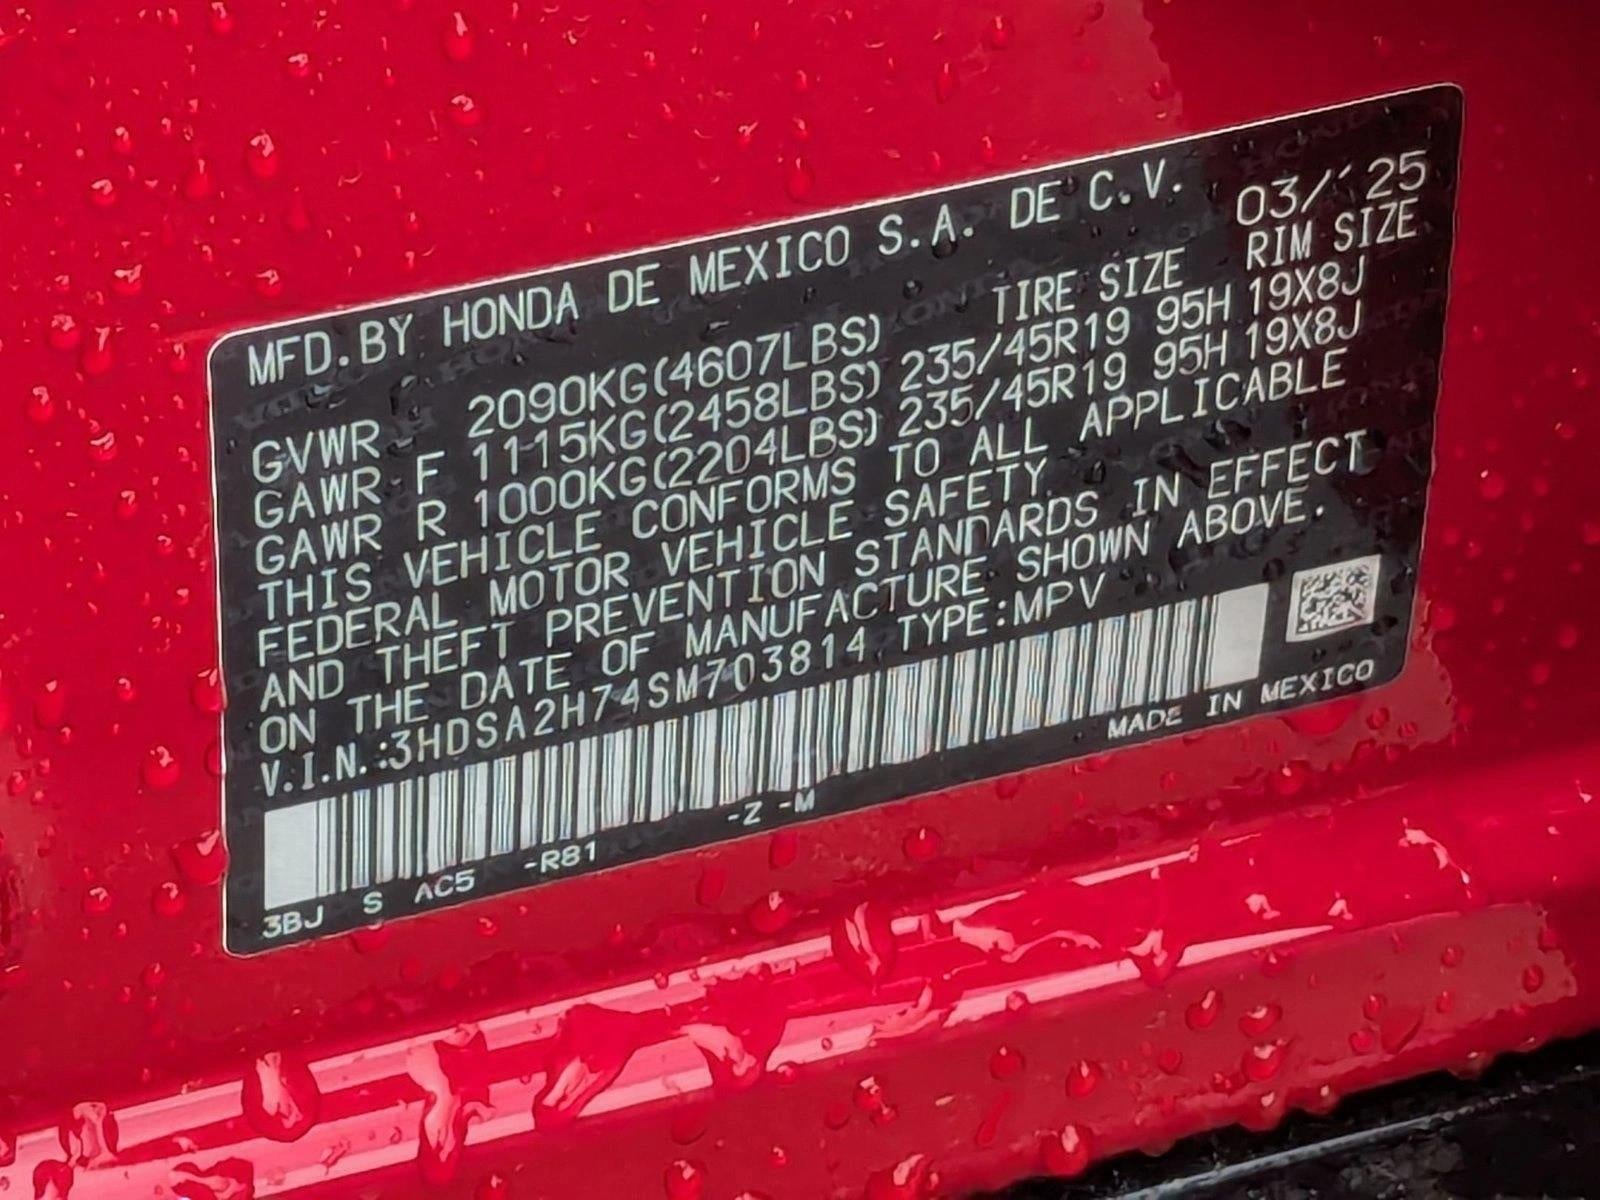 MFD.BY HONDA DE MEXICO S.A. DE C.V. 03/'25
TIRE SIZE RIM SIZE
GVWR 2090KG(4607LBS)
GAWR F 1115KG(2458LBS) 235/45R19 95H 19X8J
GAWR R 1000KG(2204LBS) 235/45R19 95H 19X8J
THIS VEHICLE CONFORMS TO ALL APPLICABLE
FEDERAL MOTOR VEHICLE SAFETY
AND THEFT PREVENTION STANDARDS IN EFFECT
ON THE DATE OF MANUFACTURE SHOWN ABOVE.
V.I.N.:3HDSA2H74SM703814 TYPE:MPV
MADE IN MEXICO
3BJ S AC5 -R81 -Z -M